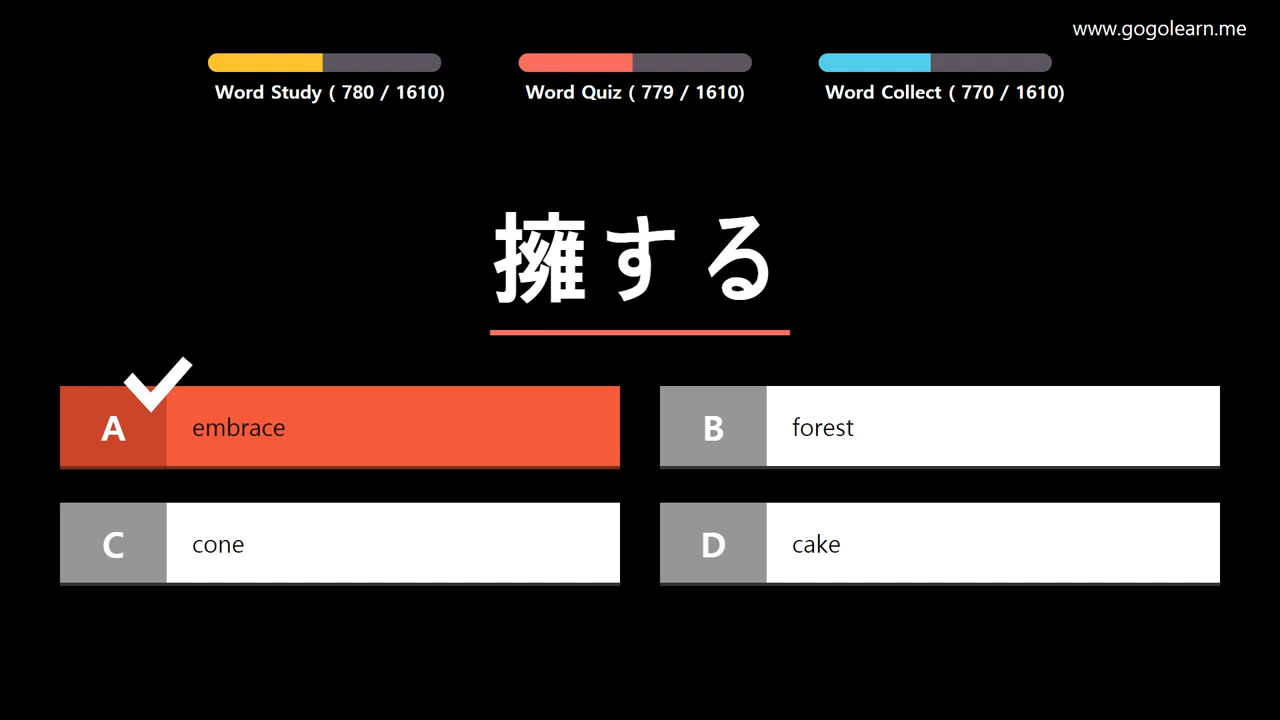 www.gogolearn.me
Word Study ( 780 / 1610)
Word Quiz ( 779 / 1610)
Word Collect ( 770 / 1610)
擁する
A embrace
B forest
C cone
D cake